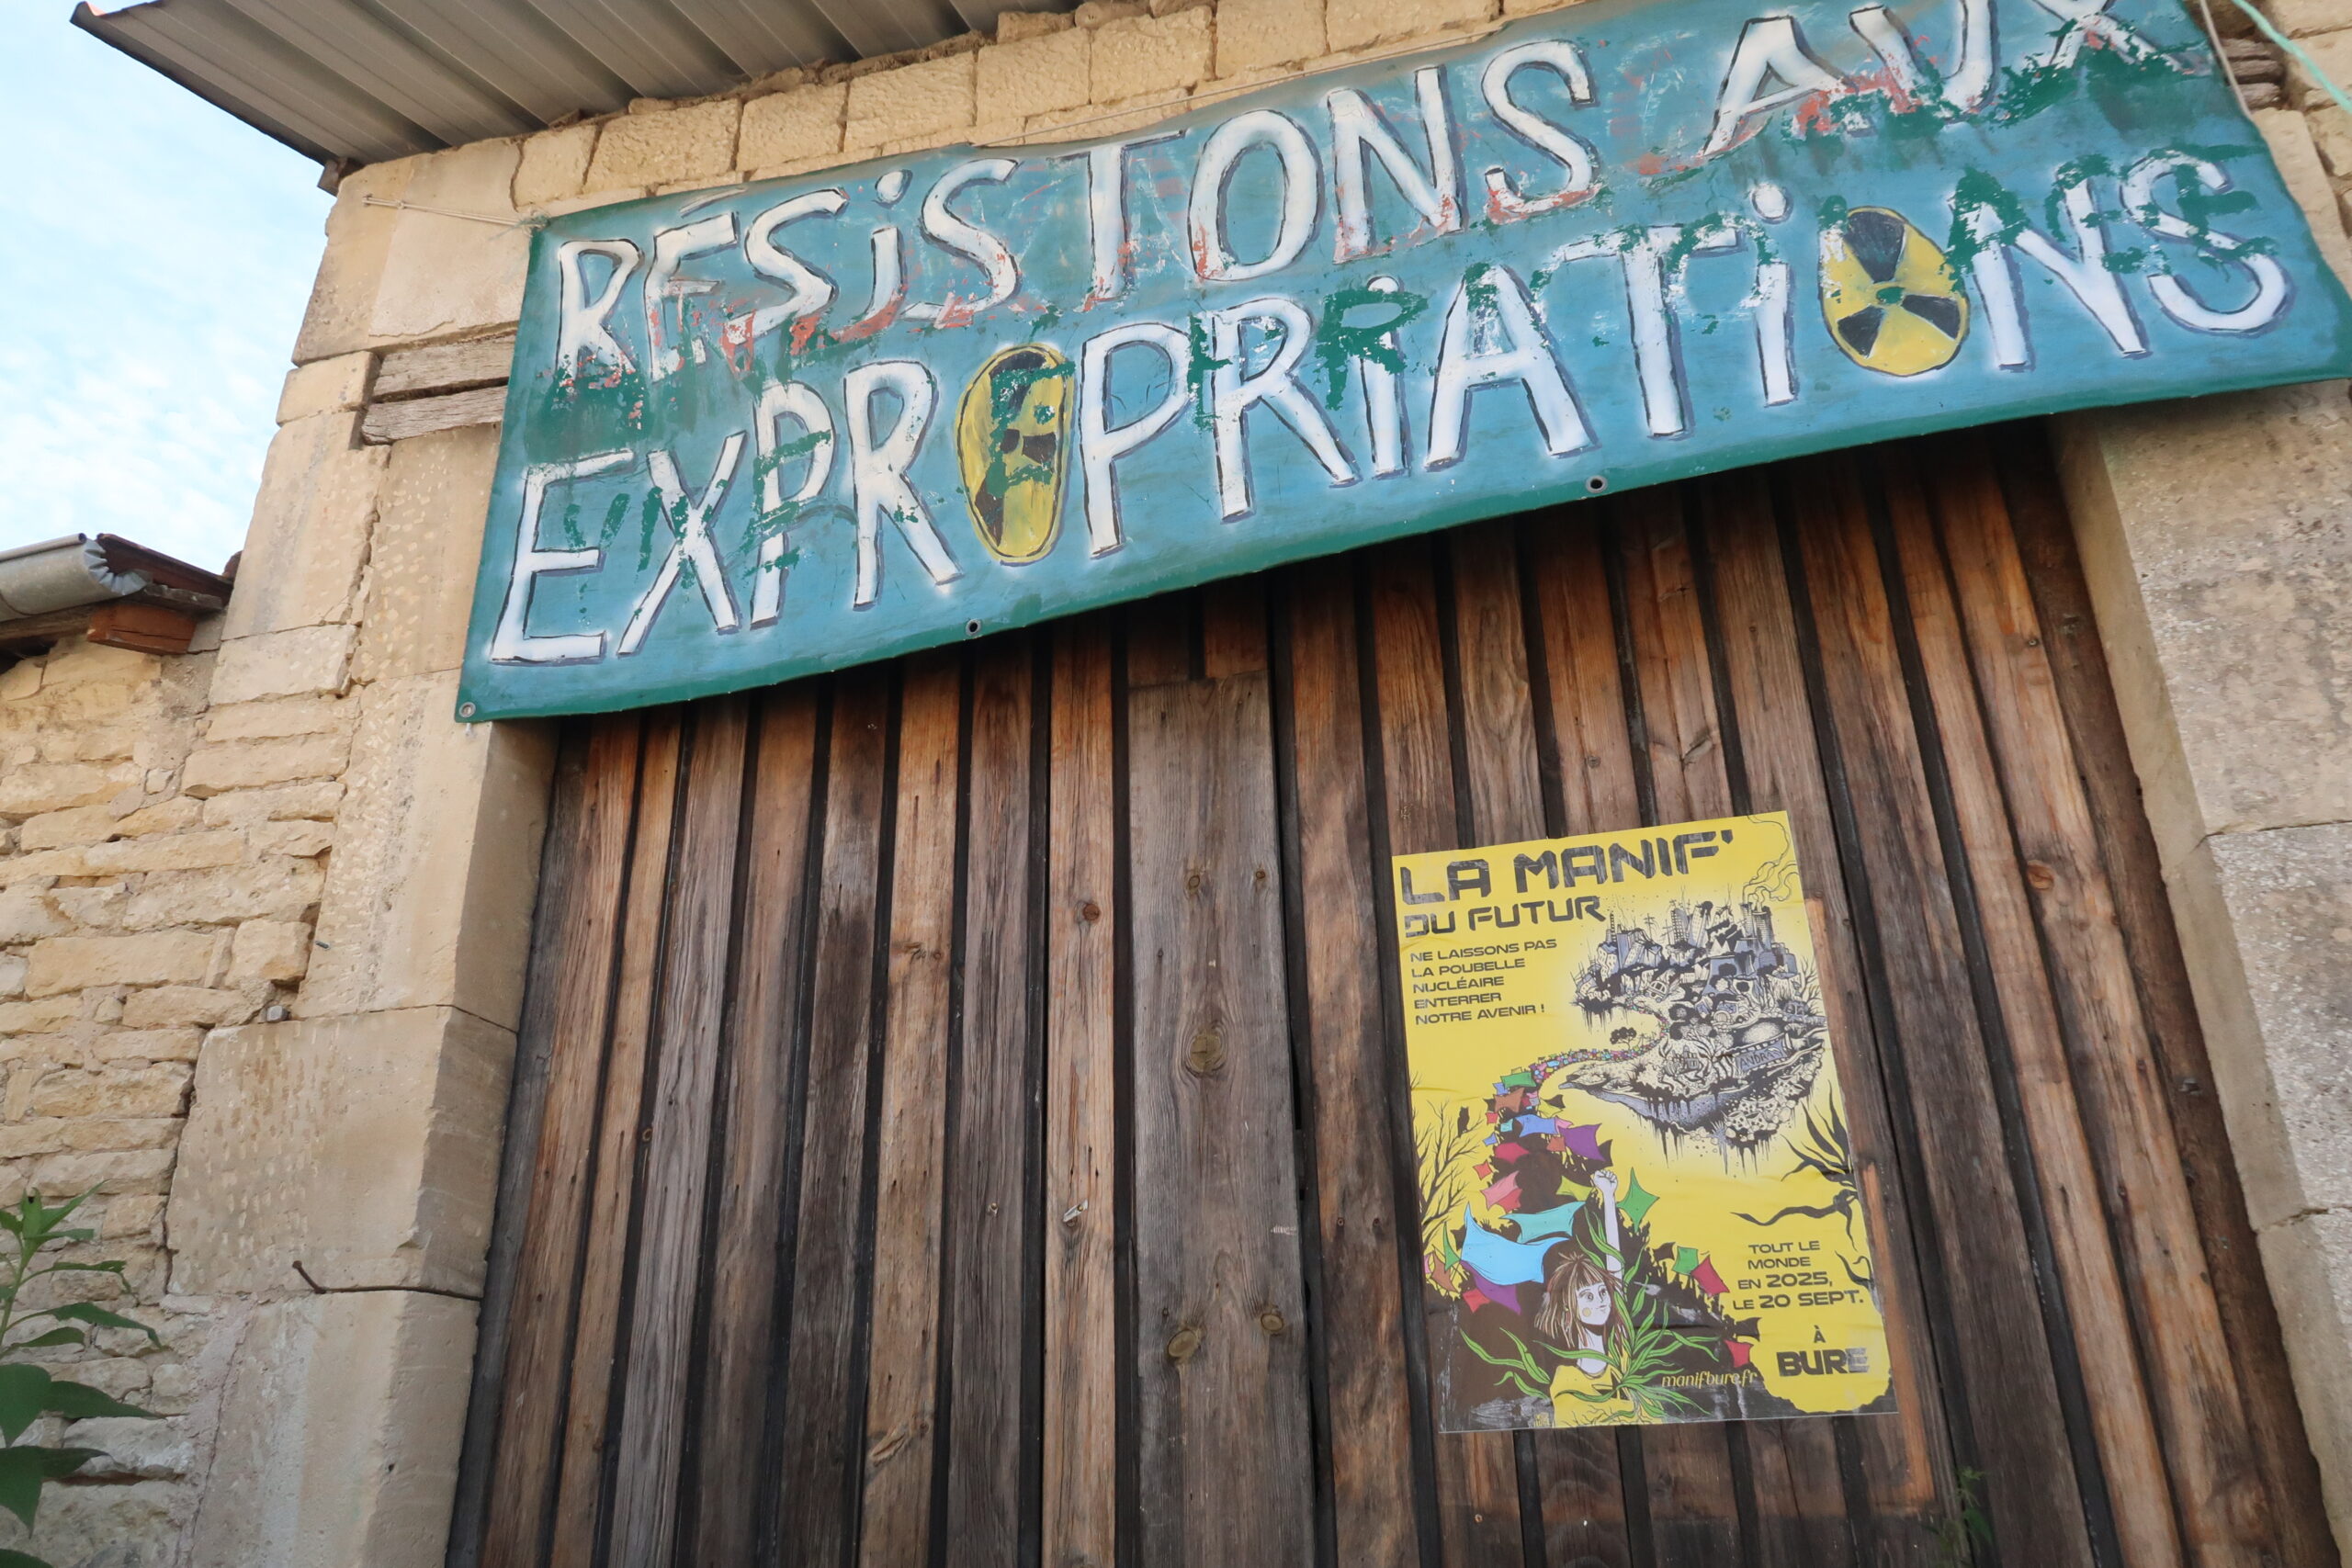 RÉSiSTONS AUX
EXPROPRiATiONS
LA MANIF'
DU FUTUR
NE LAISSONS PAS
LA POUBELLE
NUCLÉAIRE
ENTERRER
NOTRE AVENIR !
TOUT LE
MONDE
EN 2025,
LE 20 SEPT.
À
BURE
manifbure.fr